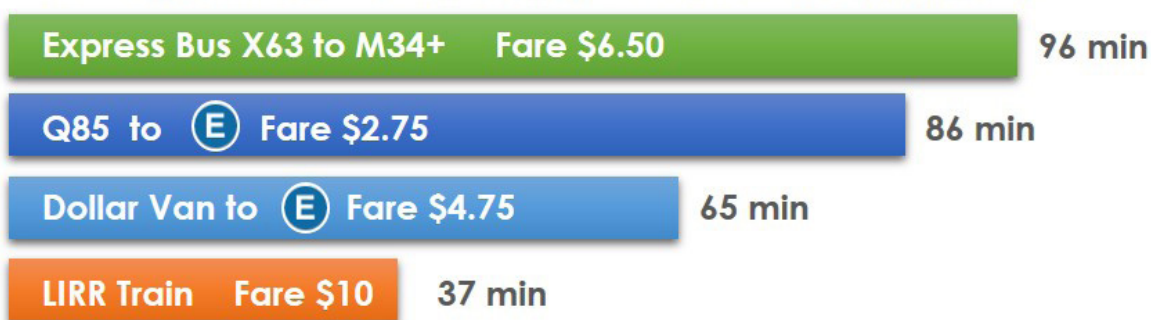 Express Bus X63 to M34+ Fare $6.50 96 min
Q85 to E Fare $2.75 86 min
Dollar Van to E Fare $4.75 65 min
LIRR Train Fare $10 37 min